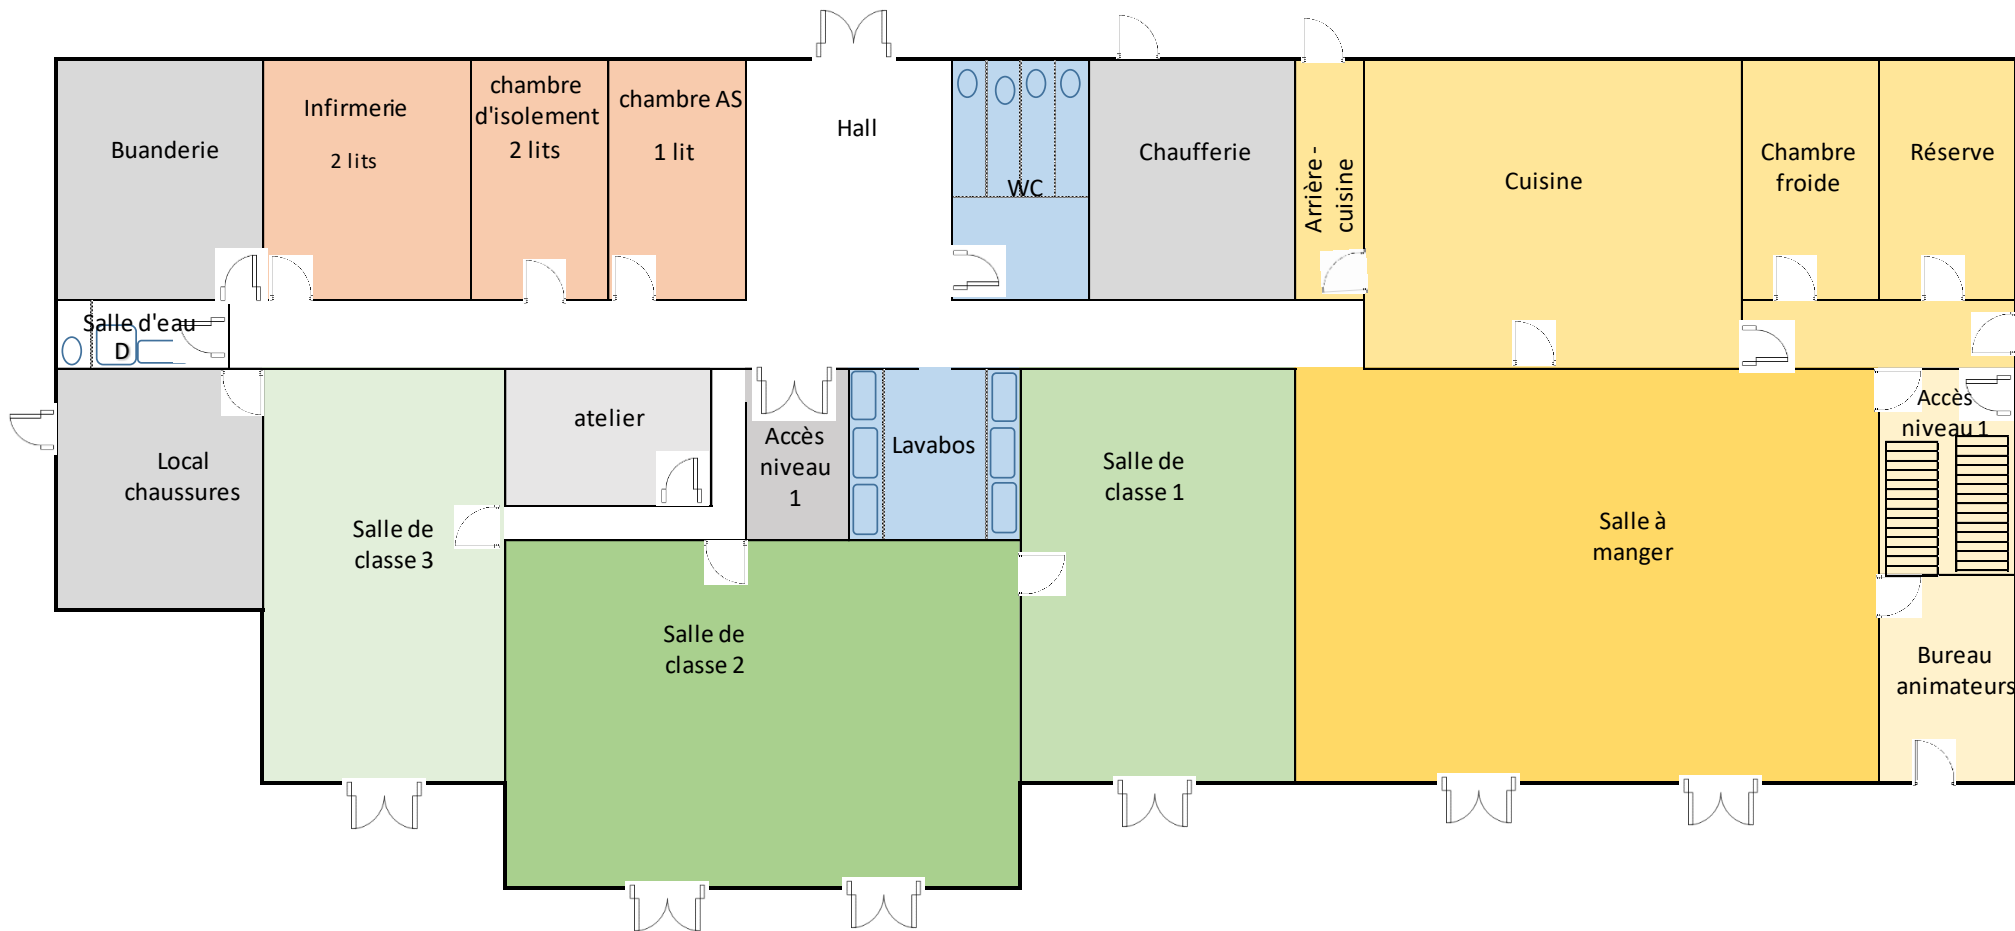 Buanderie
Infirmerie
2 lits
chambre
d'isolement
2 lits
chambre AS
1 lit
Hall
WC
Chaufferie
Arrière -
cuisine
Cuisine
Chambre
froide
Réserve
Salle d'eau
D
Local
chaussures
Salle de
classe 3
atelier
Accès
niveau
1
Lavabos
Salle de
classe 1
Salle de
classe 2
Salle à
manger
Accès
niveau 1
Bureau
animateurs